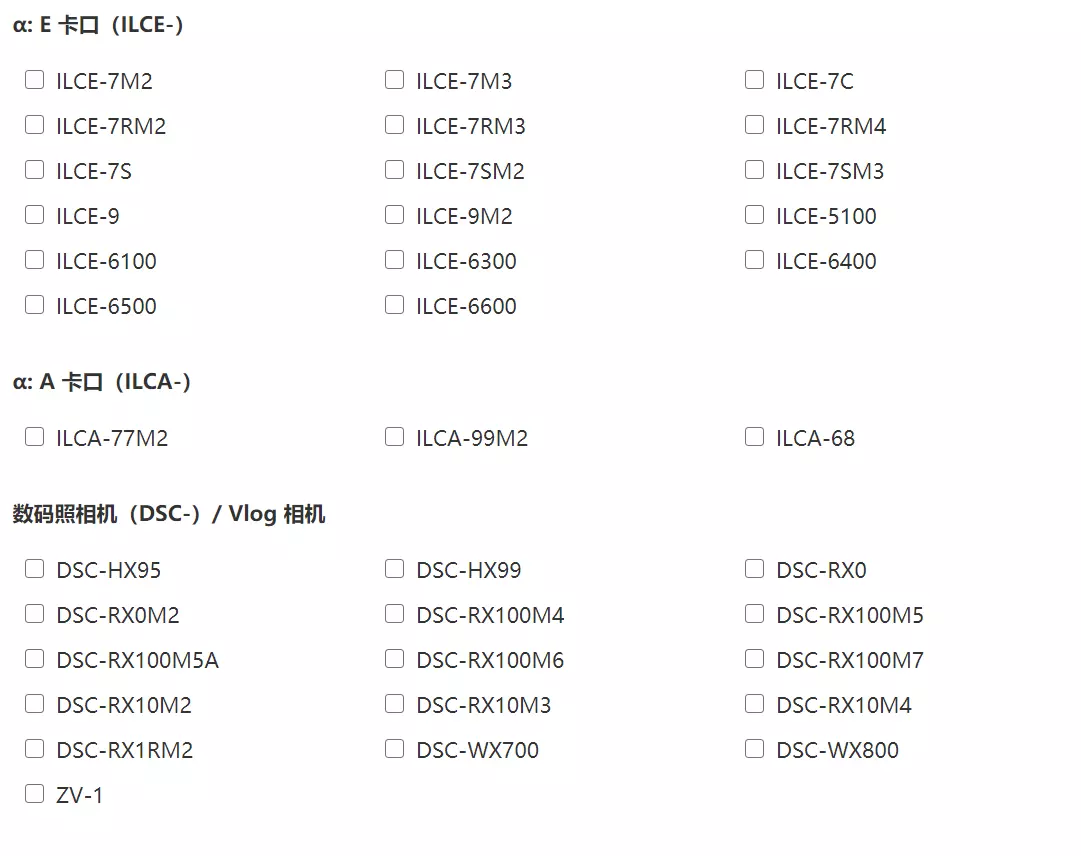 α: E 卡口（ILCE-）
ILCE-7M2 ILCE-7M3 ILCE-7C
ILCE-7RM2 ILCE-7RM3 ILCE-7RM4
ILCE-7S ILCE-7SM2 ILCE-7SM3
ILCE-9 ILCE-9M2 ILCE-5100
ILCE-6100 ILCE-6300 ILCE-6400
ILCE-6500 ILCE-6600
α: A 卡口（ILCA-）
ILCA-77M2 ILCA-99M2 ILCA-68
数码照相机（DSC-）/ Vlog 相机
DSC-HX95 DSC-HX99 DSC-RX0
DSC-RX0M2 DSC-RX100M4 DSC-RX100M5
DSC-RX100M5A DSC-RX100M6 DSC-RX100M7
DSC-RX10M2 DSC-RX10M3 DSC-RX10M4
DSC-RX1RM2 DSC-WX700 DSC-WX800
ZV-1